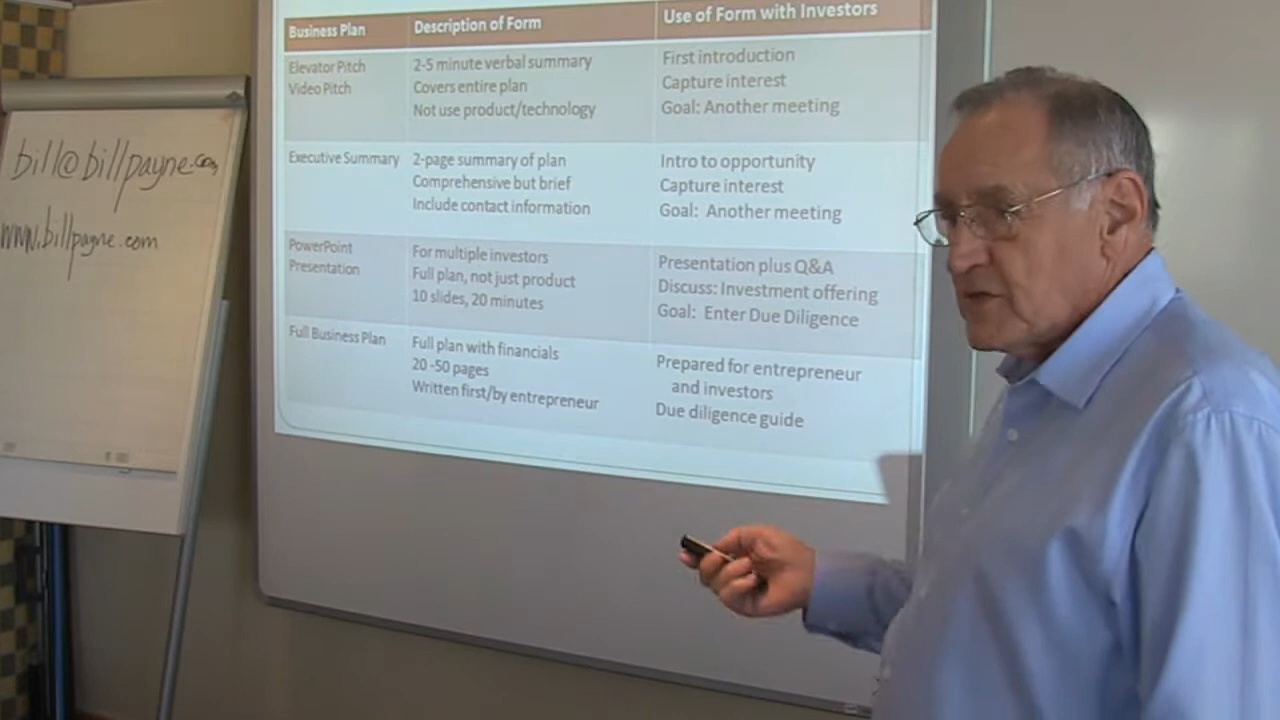 bill@billpayne.com
www.billpayne.com
Business Plan
Description of Form
Use of Form with Investors
Elevator Pitch
Video Pitch
2-5 minute verbal summary
Covers entire plan
Not use product/technology
First introduction
Capture interest
Goal: Another meeting
Executive Summary
2-page summary of plan
Comprehensive but brief
Include contact information
Intro to opportunity
Capture interest
Goal: Another meeting
PowerPoint
Presentation
For multiple investors
Full plan, not just product
10 slides, 20 minutes
Presentation plus Q&A
Discuss: Investment offering
Goal: Enter Due Diligence
Full Business Plan
Full plan with financials
20 -50 pages
Written first/by entrepreneur
Prepared for entrepreneur
and investors
Due diligence guide